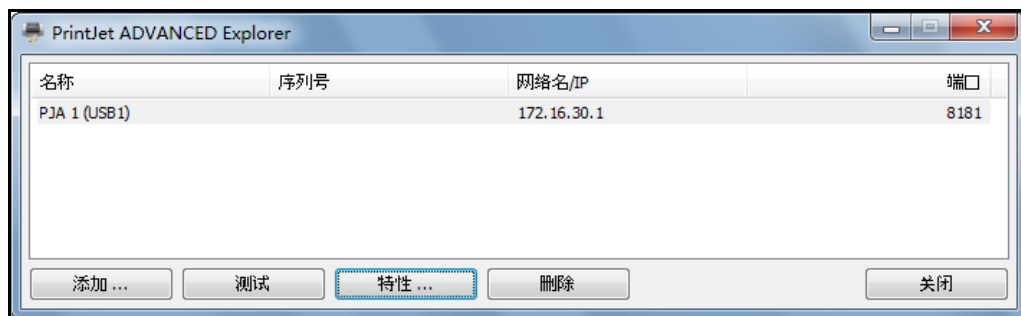 PrintJet ADVANCED Explorer
名称 序列号 网络名/IP 端口
PJA 1 (USB1) 172.16.30.1 8181
添加 ... 测试 特性 ... 删除 关闭